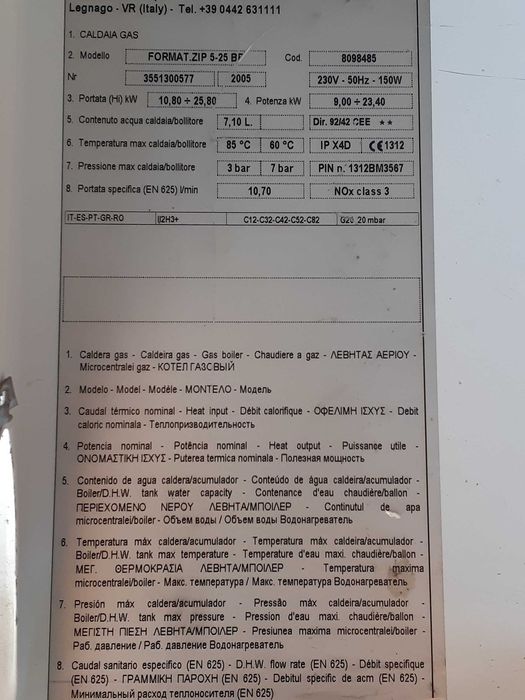 Legnago - VR (Italy) - Tel. +39 0442 631111
1. CALDAIA GAS
2. Modello FORMAT.ZIP 5-25 BF Cod. 8098485
Nr 3551300577 2005 230V - 50Hz - 150W
3. Portata (Hi) kW 10,80 ÷ 25,80 4. Potenza kW 9,00 ÷ 23,40
5. Contenuto acqua caldaia/bollitore 7,10 L. Dir. 92/42 CEE ★★
6. Temperatura max caldaia/bollitore 85 °C 60 °C IP X4D CE 1312
7. Pressione max caldaia/bollitore 3 bar 7 bar PIN n. 1312BM3567
8. Portata specifica (EN 625) l/min 10,70 NOx class 3
IT-ES-PT-GR-RO II2H3+ C12-C32-C42-C52-C82 G20 20 mbar
1. Caldera gas - Caldeira gas - Gas boiler - Chaudiere a gaz - ΛΕΒΗΤΑΣ ΑΕΡΙΟΥ -
Microcentralei gaz - КОТЕЛ ГАЗОВЫЙ
2. Modelo - Model - Modèle - ΜΟΝΤΕΛΟ - Модель
3. Caudal térmico nominal - Heat input - Débit calorifique - ΟΦΕΛΙΜΗ ΙΣΧΥΣ - Debit
caloric nominala - Теплопризводительность
4. Potencia nominal - Potência nominal - Heat output - Puissance utile -
ΟΝΟΜΑΣΤΙΚΗ ΙΣΧΥΣ - Puterea termica nominala - Полезная мощность
5. Contenido de agua caldera/acumulador - Conteúdo de água caldeira/acumulador -
Boiler/D.H.W. tank water capacity - Contenance d'eau chaudière/ballon -
ΠΕΡΙΕΧΟΜΕΝΟ ΝΕΡΟΥ ΛΕΒΗΤΑ/ΜΠΟΙΛΕΡ - Continutul de apa
microcentralei/boiler - Объем воды / Объем воды Водонагреватель
6. Temperatura máx caldera/acumulador - Temperatura máx caldeira/acumulador -
Boiler/D.H.W. tank max temperature - Temperature d'eau maxi. chaudière/ballon -
ΜΕΓ. ΘΕΡΜΟΚΡΑΣΙΑ ΛΕΒΗΤΑ/ΜΠΟΙΛΕΡ - Temperatura maxima
microcentralei/boiler - Макс. температура / Макс. температура Водонагреватель
7. Presión máx caldera/acumulador - Pressão máx caldeira/acumulador -
Boiler/D.H.W. tank max pressure - Pression d'eau maxi. chaudière/ballon -
ΜΕΓΙΣΤΗ ΠΙΕΣΗ ΛΕΒΗΤΑ/ΜΠΟΙΛΕΡ - Presiunea maxima microcentralei/boiler -
Раб. давление / Раб. давление Водонагреватель
8. Caudal sanitario especifico (EN 625) - D.H.W. flow rate (EN 625) - Débit spécifique
(EN 625) - ΓΡΑΜΜΙΚΗ ΠΑΡΟΧΗ (EN 625) - Debitul specific de acm (EN 625) -
Минимальный расход теплоносителя (EN 625)